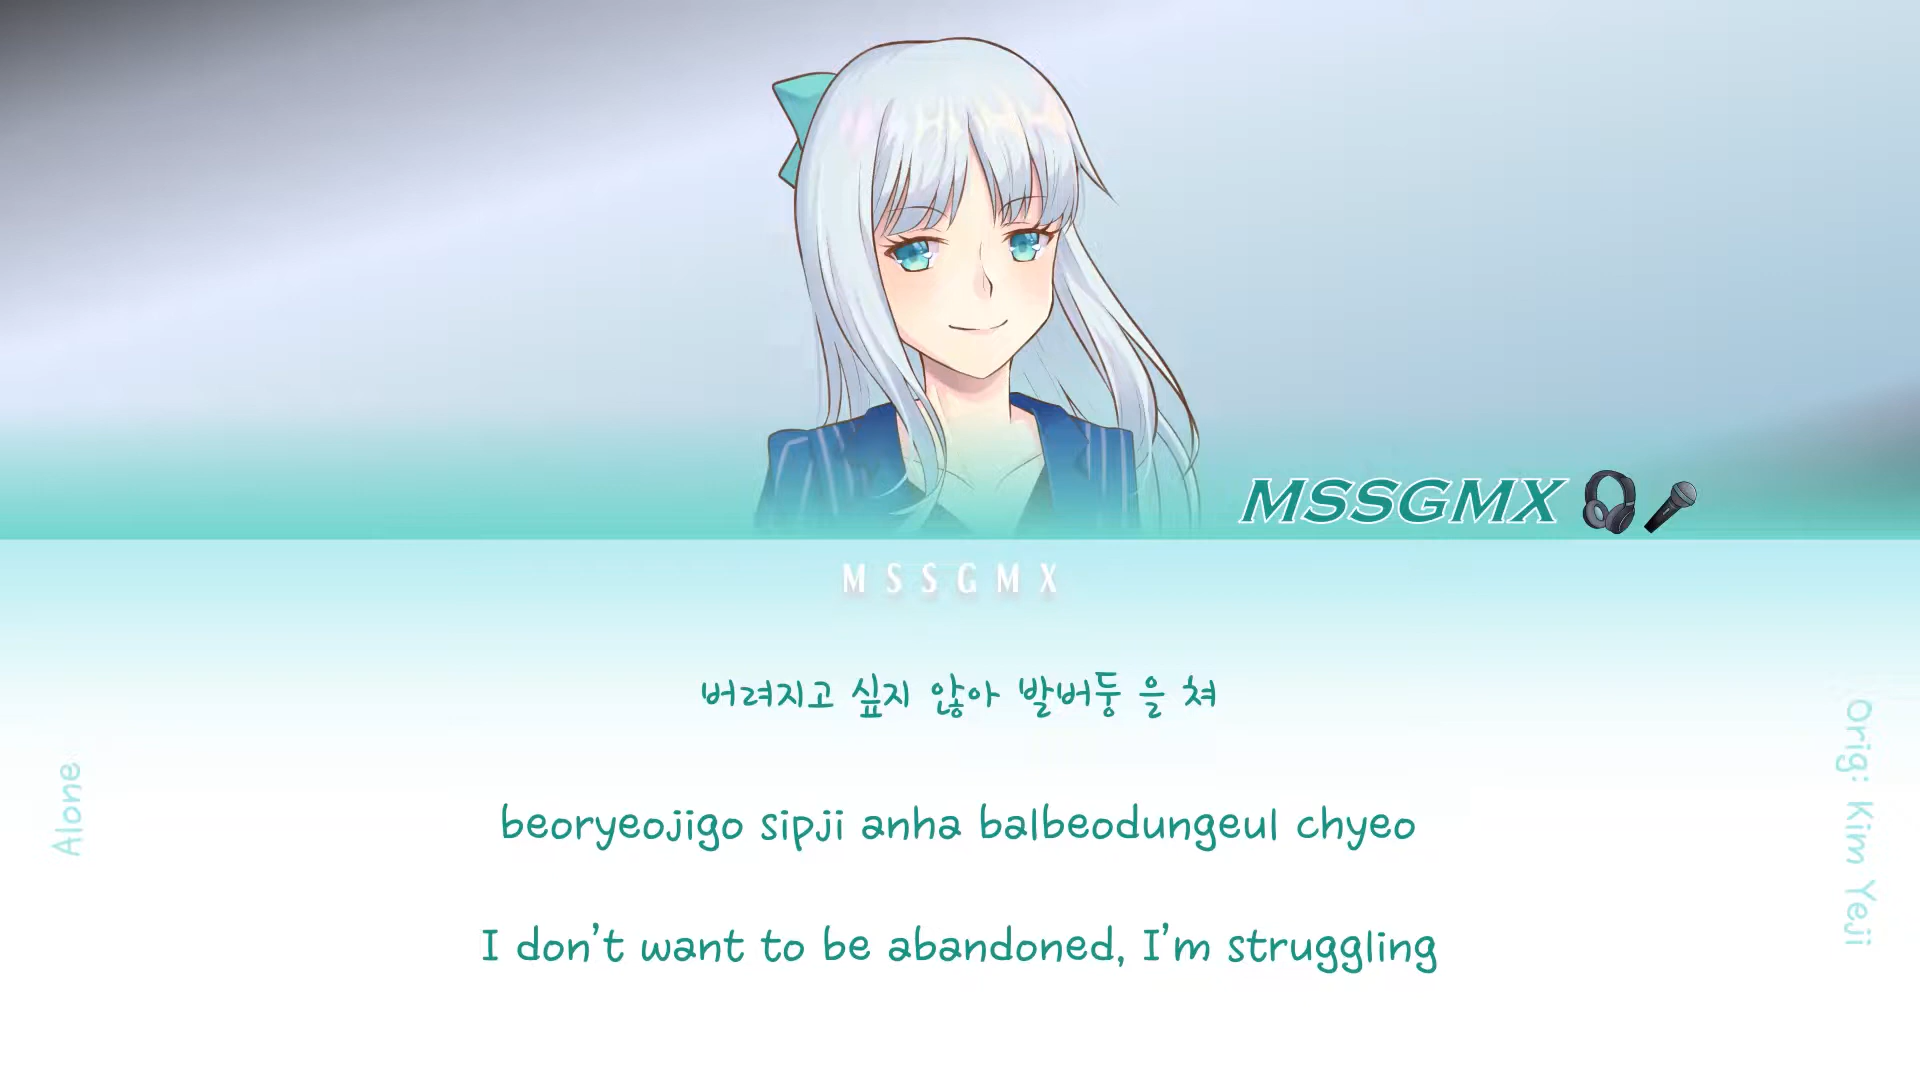 MSSGMX
MSSGMX
버려지고 싶지 않아 발버둥 을 쳐
beoryeojigo sipji anha balbeodungeul chyeo
I don't want to be abandoned, I'm struggling
Alone
Orig: Kim Yeji